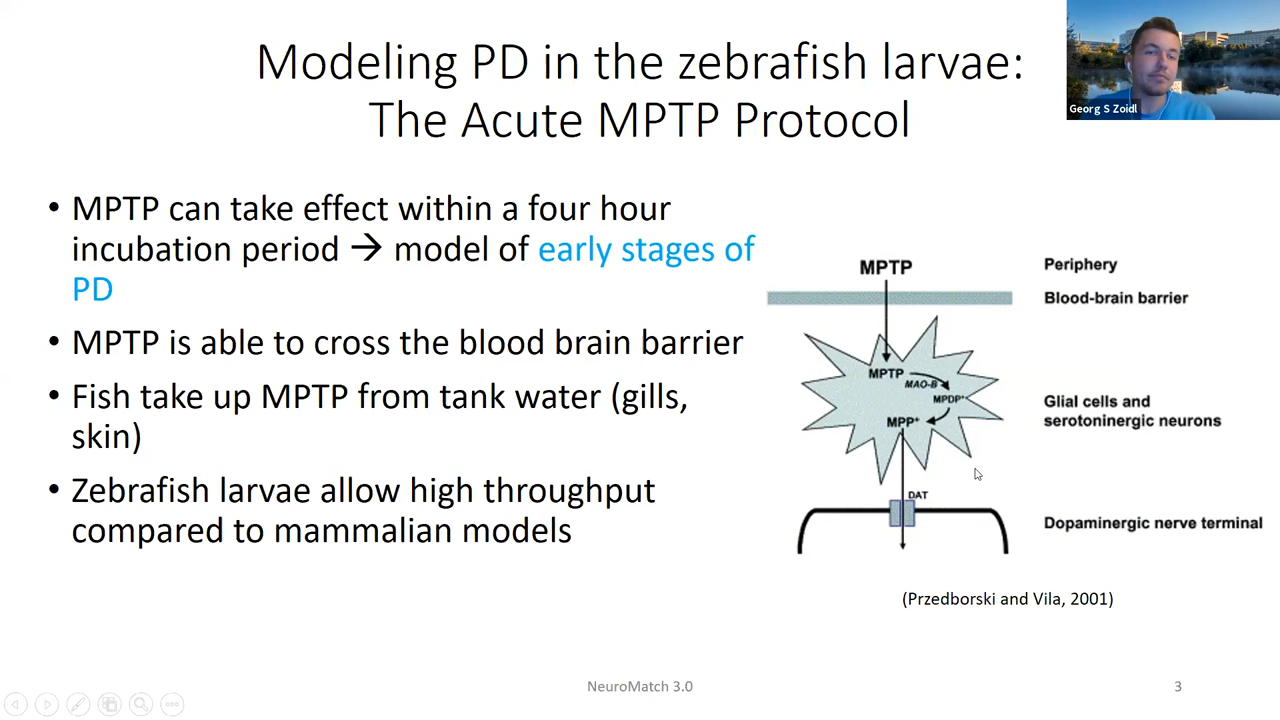 Modeling PD in the zebrafish larvae:
The Acute MPTP Protocol
Georg S Zoidl
• MPTP can take effect within a four hour
incubation period → model of early stages of
PD
• MPTP is able to cross the blood brain barrier
• Fish take up MPTP from tank water (gills,
skin)
• Zebrafish larvae allow high throughput
compared to mammalian models
MPTP
Periphery
Blood-brain barrier
MPTP
MAO-B
MPDP+
MPP+
Glial cells and
serotoninergic neurons
DAT
Dopaminergic nerve terminal
(Przedborski and Vila, 2001)
NeuroMatch 3.0
3